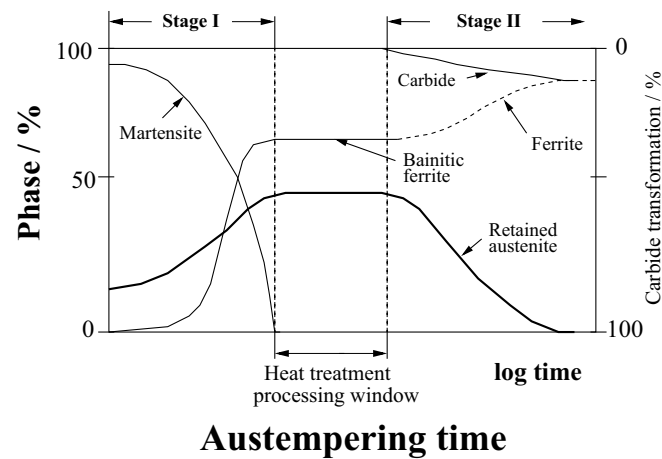 Stage I
Stage II
100
0
Carbide
Martensite
Ferrite
Bainitic
ferrite
50
Retained
austenite
0
100
Phase / %
Carbide transformation / %
Heat treatment
processing window
log time
Austempering time